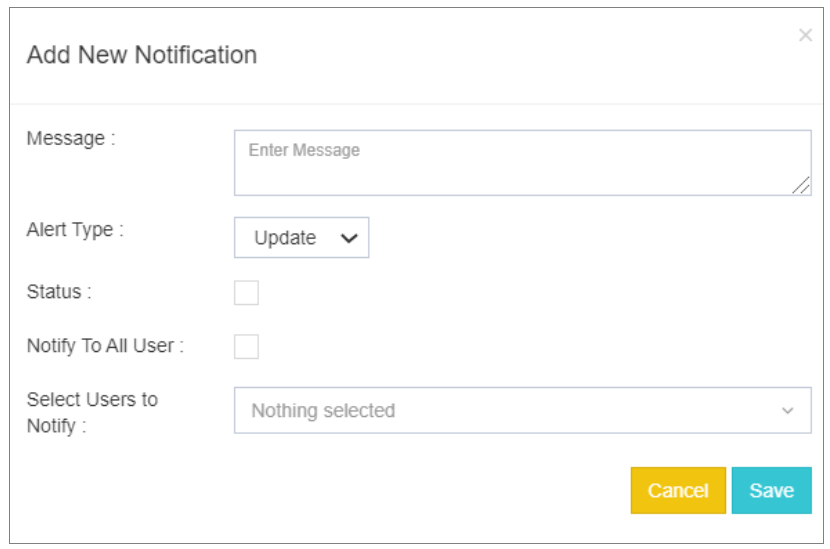 Add New Notification
Message :
Enter Message
Alert Type :
Update
Status :
Notify To All User :
Select Users to
Notify :
Nothing selected
Cancel
Save